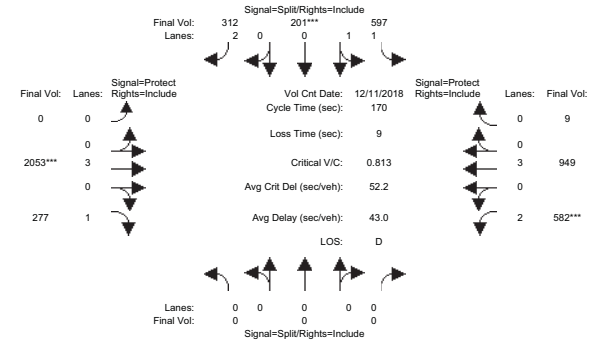 Signal=Split/Rights=Include
Final Vol: 312 201*** 597
Lanes: 2 0 0 1 1
Signal=Protect
Final Vol: Lanes: Rights=Include
Vol Cnt Date: 12/11/2018
Signal=Protect
Rights=Include Lanes: Final Vol:
Cycle Time (sec): 170
0 0
0 9
Loss Time (sec): 9
0
0
2053*** 3
Critical V/C: 0.813
3 949
0
Avg Crit Del (sec/veh): 52.2
0
277 1
Avg Delay (sec/veh): 43.0
2 582***
LOS: D
Lanes: 0 0 0 0 0
Final Vol: 0 0 0
Signal=Split/Rights=Include